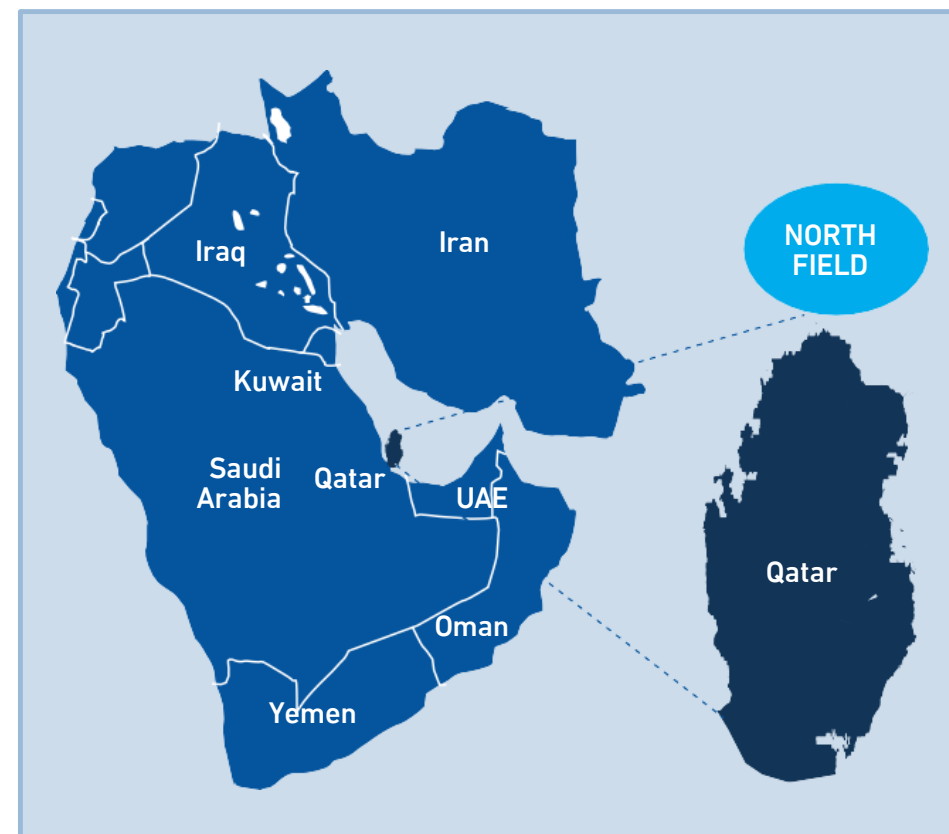 Iran
Iraq
NORTH
FIELD
Kuwait
Saudi
Arabia
Qatar
UAE
Qatar
Oman
Yemen